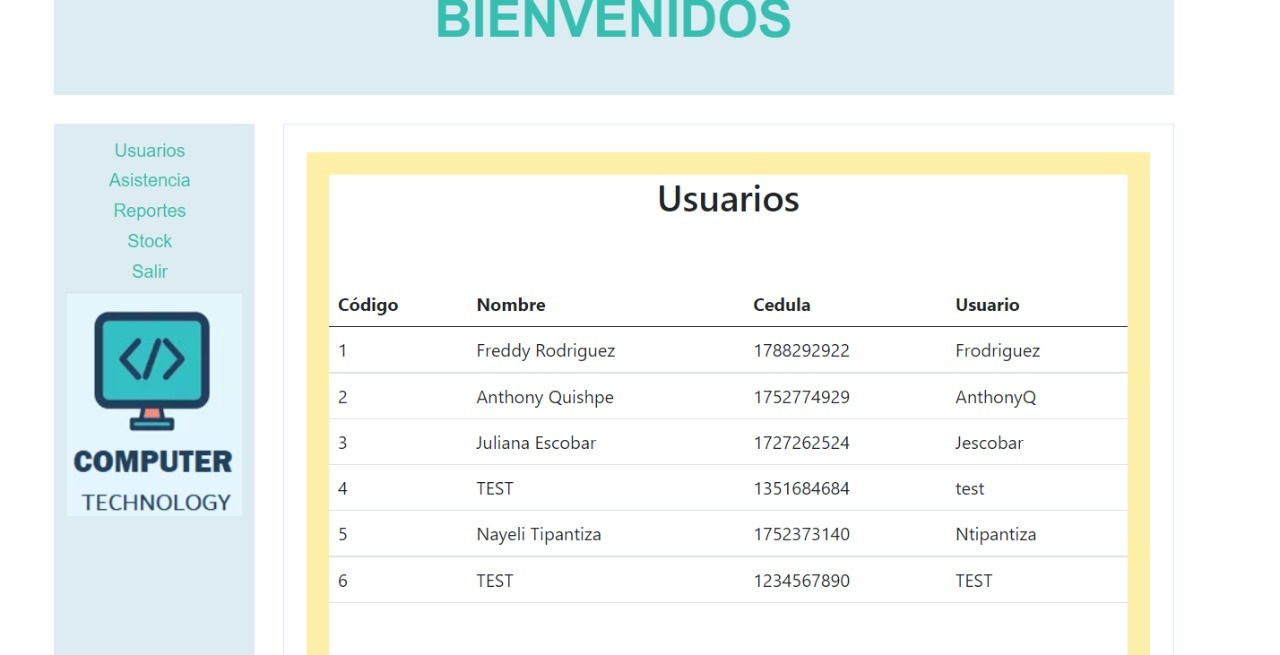 BIENVENIDOS
Usuarios
Asistencia
Reportes
Stock
Salir
</>
COMPUTER
TECHNOLOGY
Usuarios
Código Nombre Cedula Usuario
1 Freddy Rodriguez 1788292922 Frodriguez
2 Anthony Quishpe 1752774929 AnthonyQ
3 Juliana Escobar 1727262524 Jescobar
4 TEST 1351684684 test
5 Nayeli Tipantiza 1752373140 Ntipantiza
6 TEST 1234567890 TEST